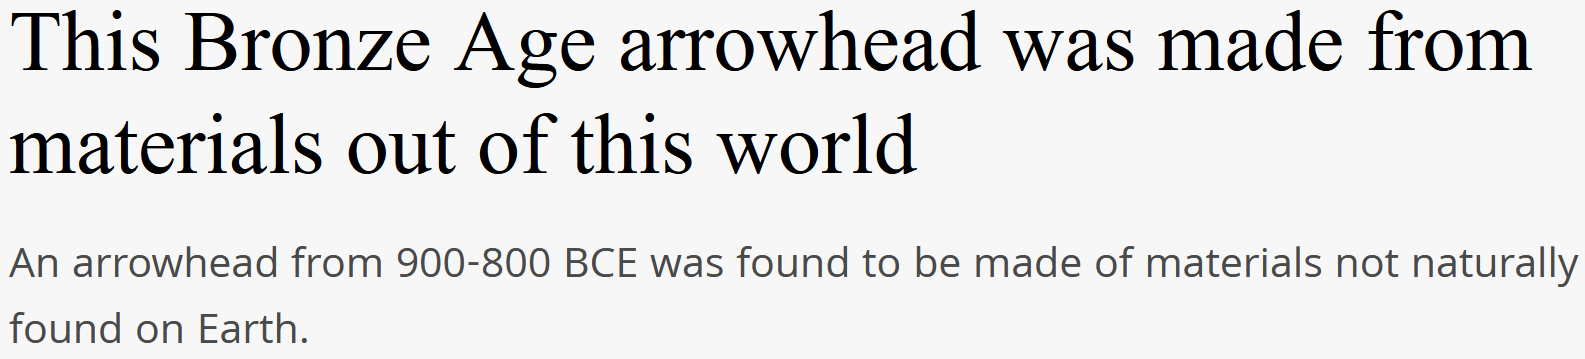 This Bronze Age arrowhead was made from
materials out of this world
An arrowhead from 900-800 BCE was found to be made of materials not naturally
found on Earth.